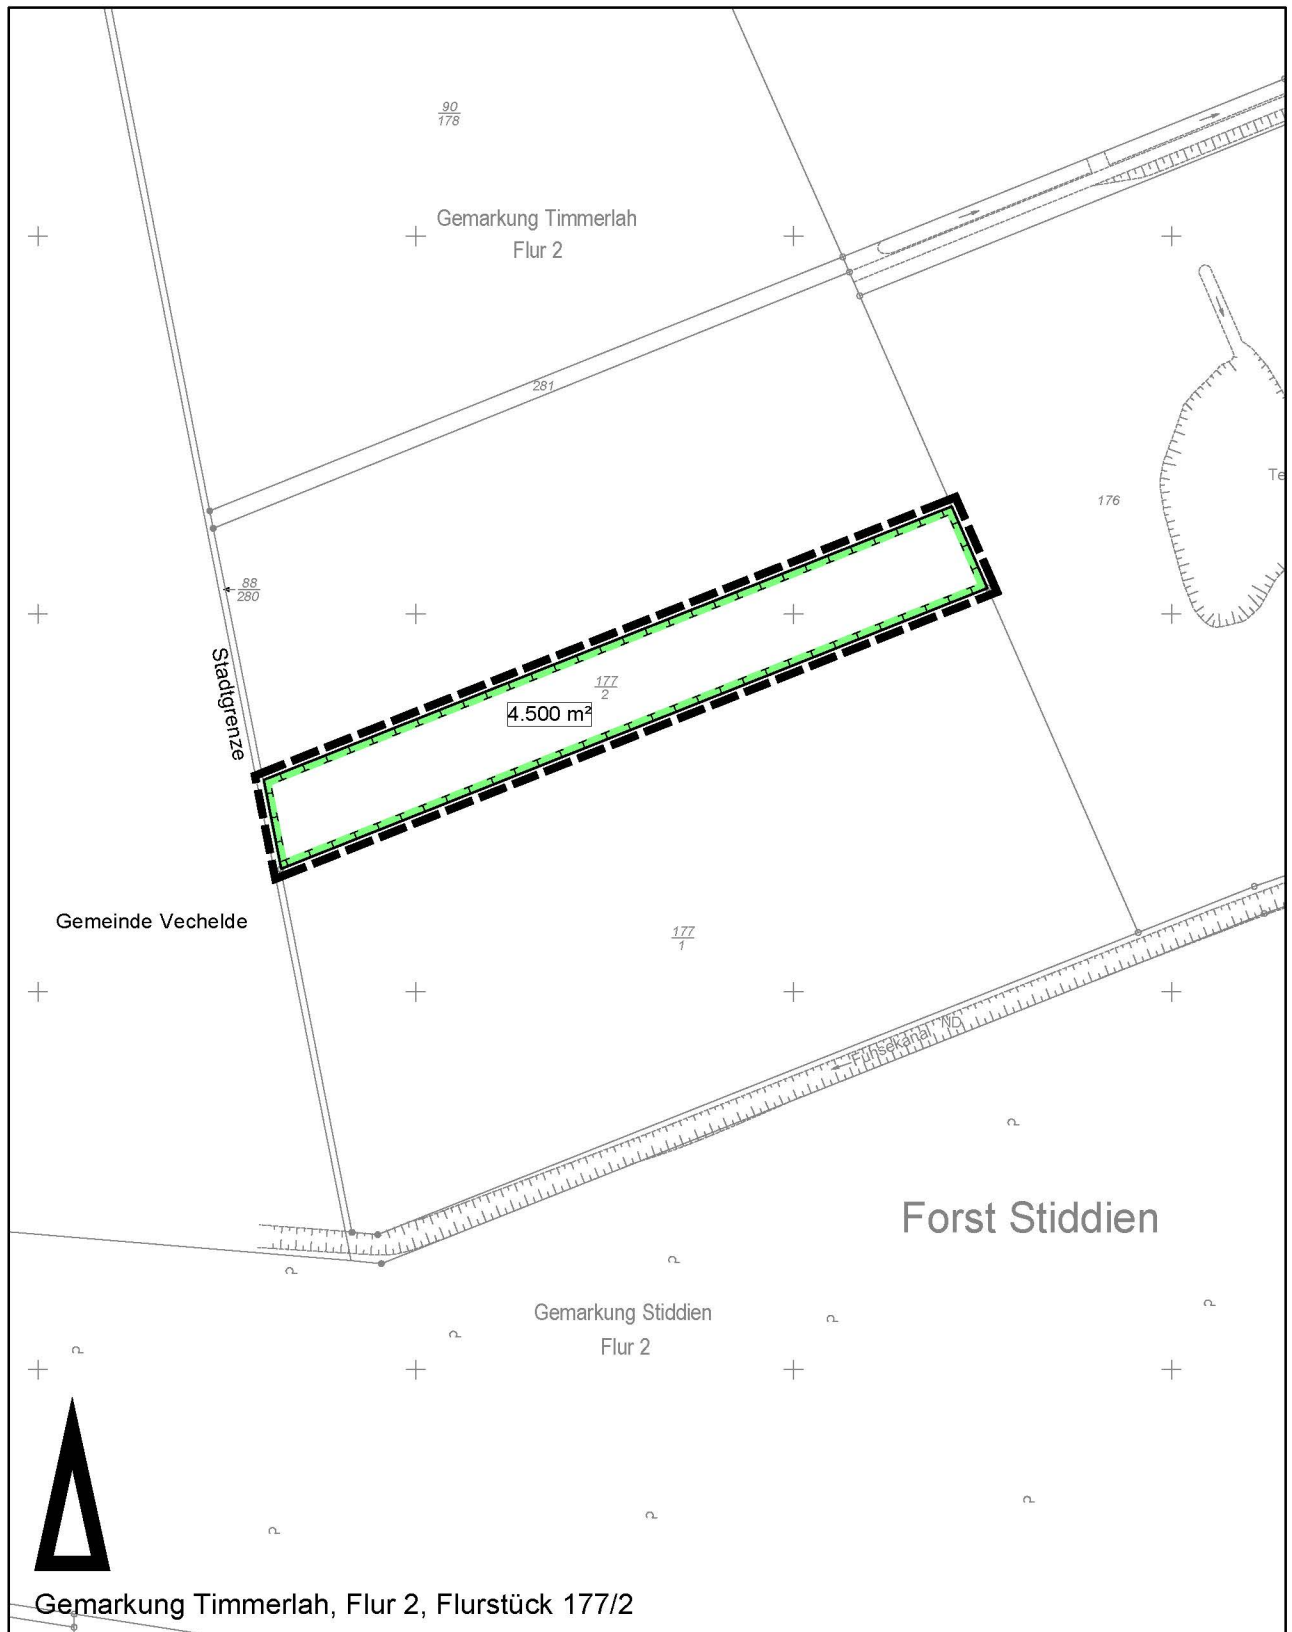 90
178
Gemarkung Timmerlah
Flur 2
281
Te
176
88
280
Stadtgrenze
177
2
4.500 m²
Gemeinde Vechelde
177
1
Fuhsekanal, ND
Forst Stiddien
Gemarkung Stiddien
Flur 2
Gemarkung Timmerlah, Flur 2, Flurstück 177/2